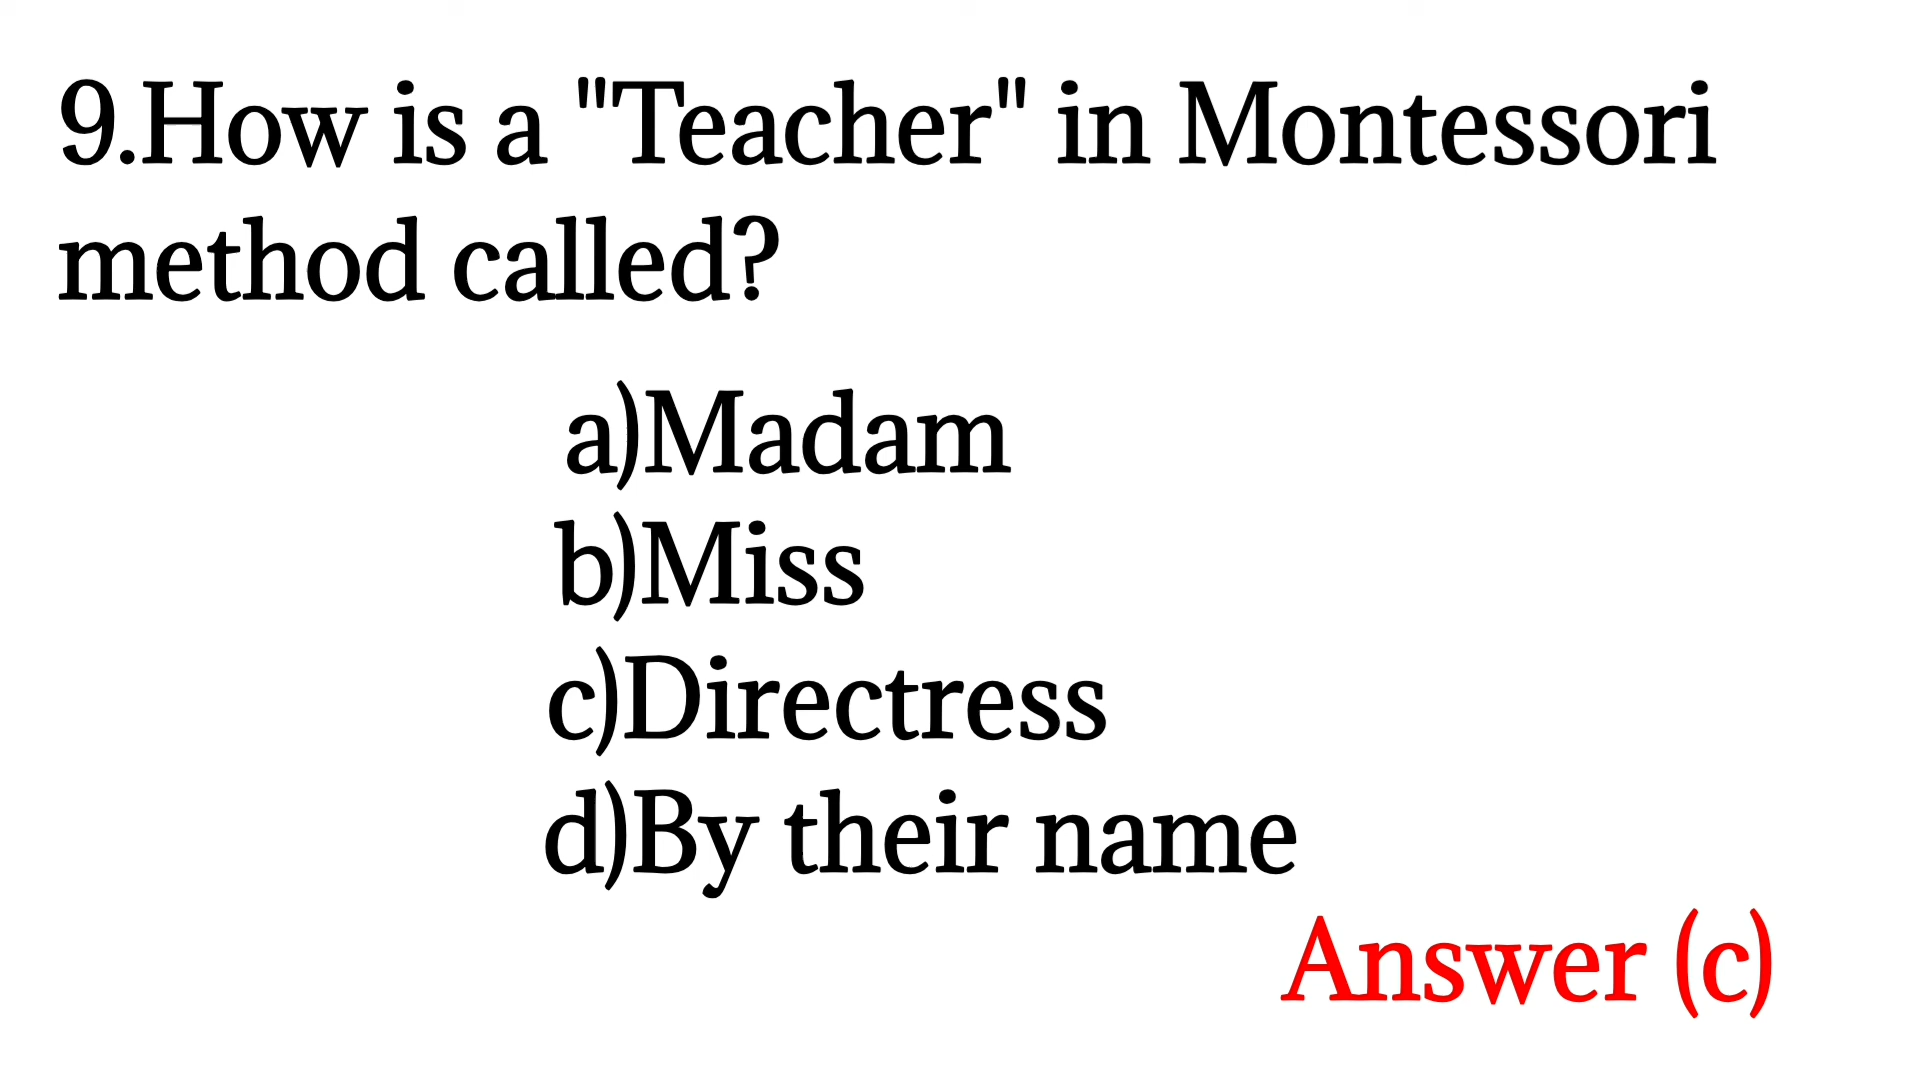 9.How is a "Teacher" in Montessori
method called?
a)Madam
b)Miss
c)Directress
d)By their name
Answer (c)